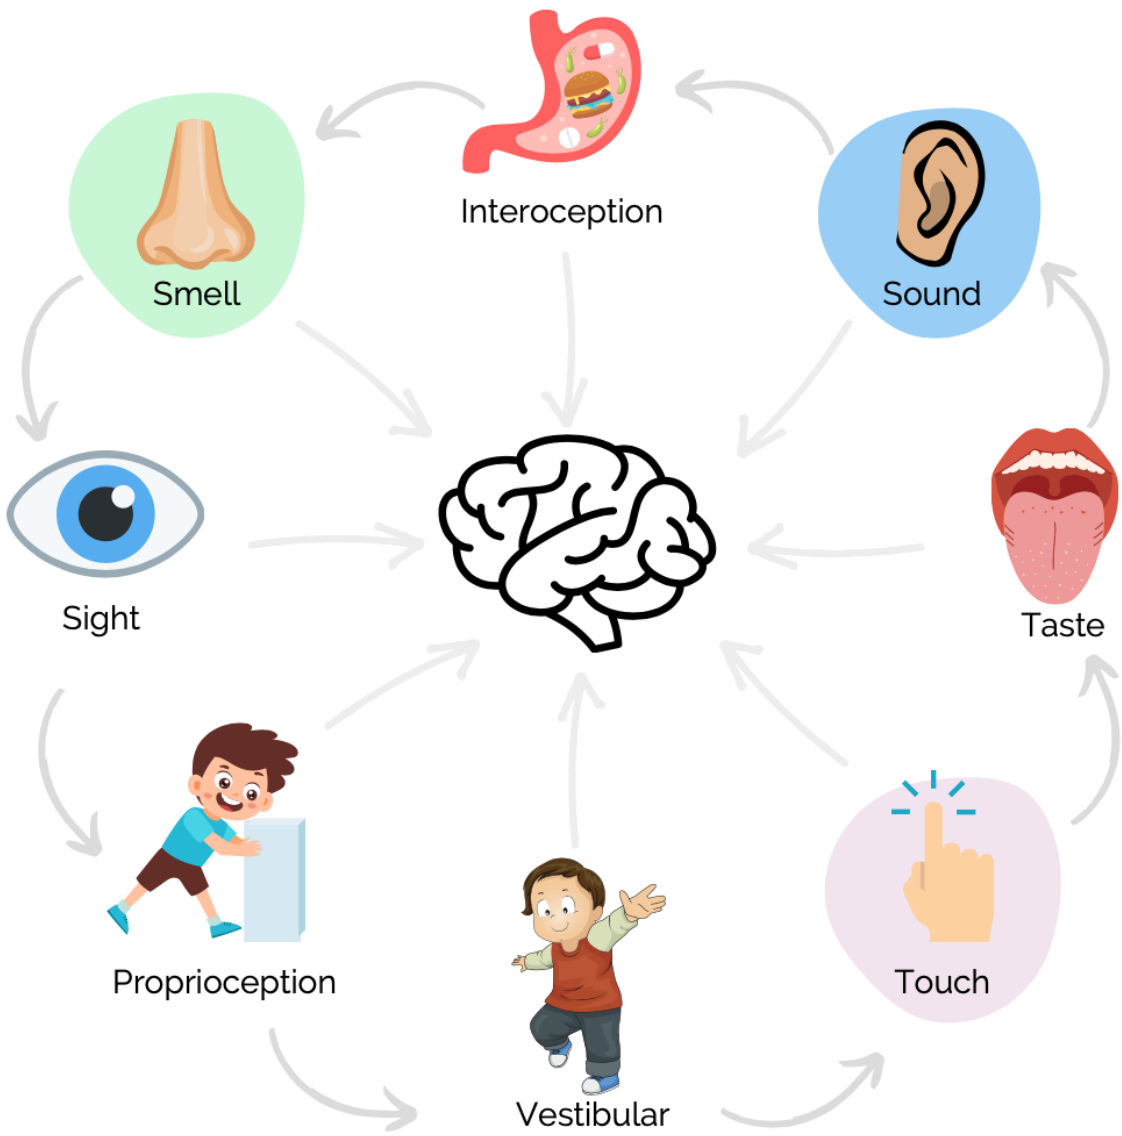 Interoception
Smell
Sound
Sight
Taste
Proprioception
Touch
Vestibular